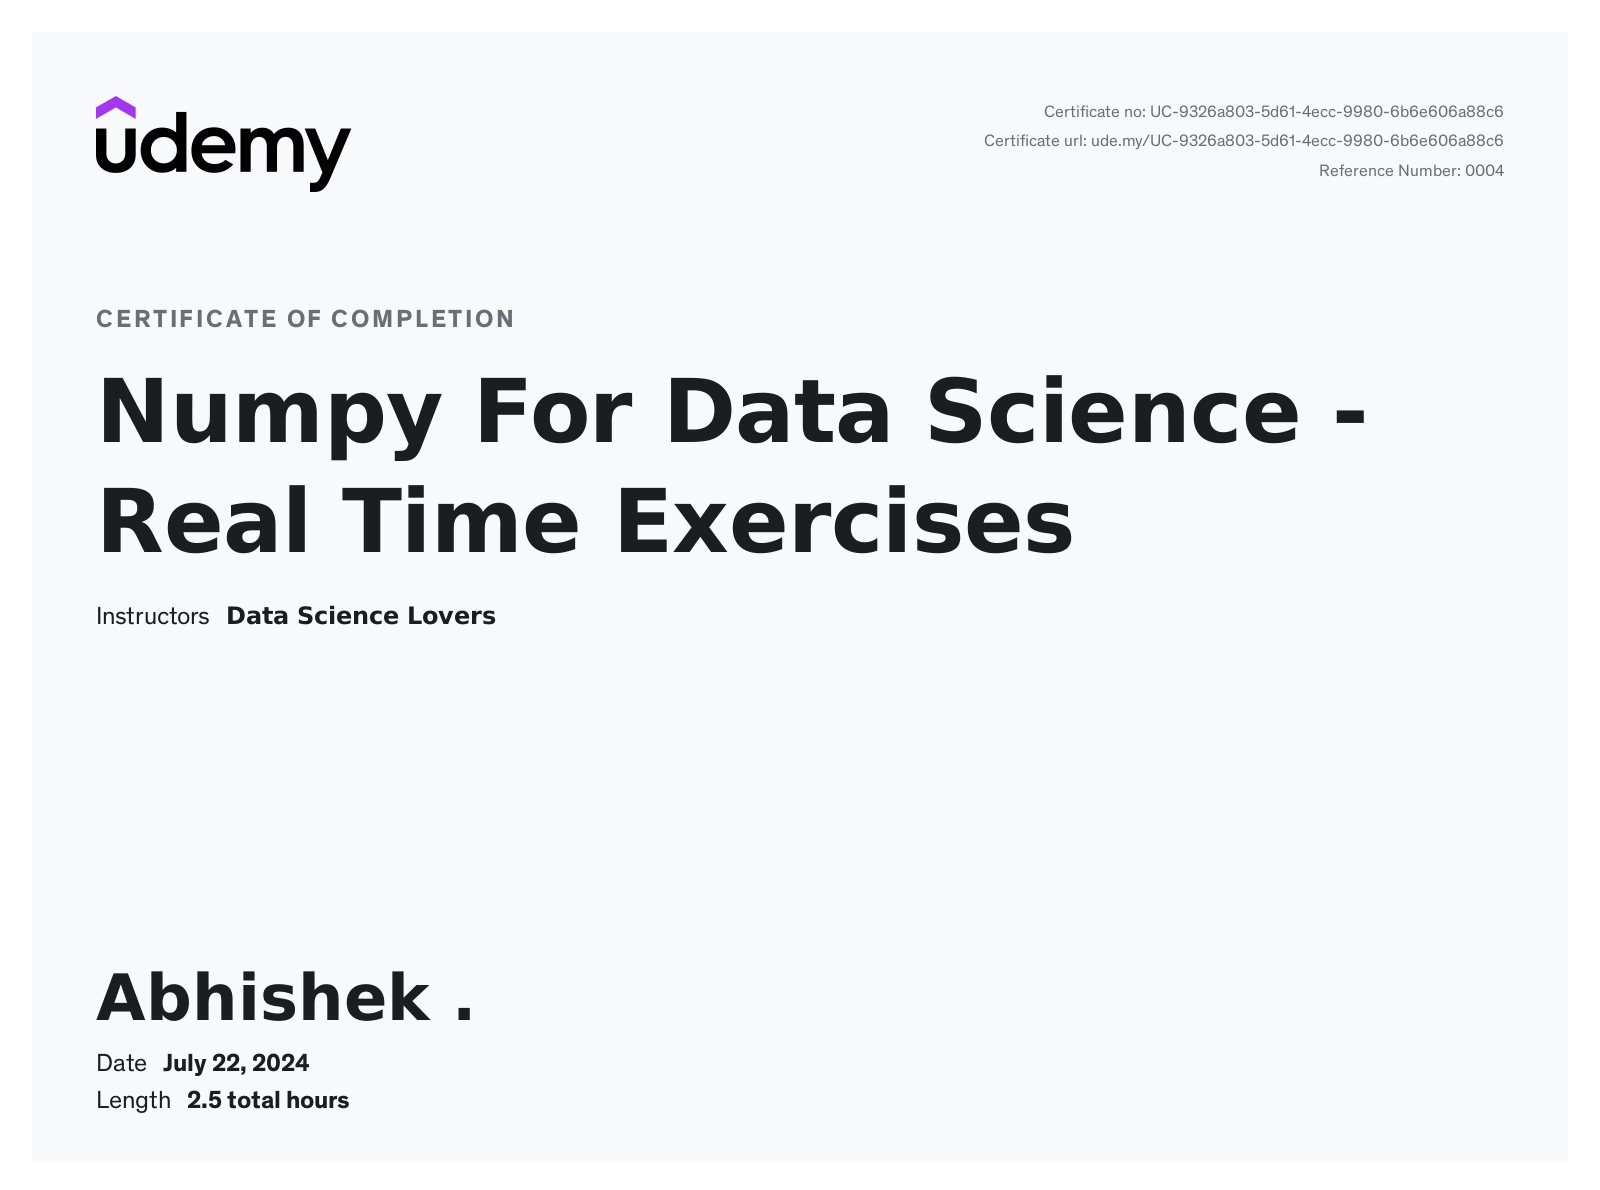 udemy
Certificate no: UC-9326a803-5d61-4ecc-9980-6b6e606a88c6
Certificate url: ude.my/UC-9326a803-5d61-4ecc-9980-6b6e606a88c6
Reference Number: 0004
CERTIFICATE OF COMPLETION
Numpy For Data Science -
Real Time Exercises
Instructors Data Science Lovers
Abhishek .
Date July 22, 2024
Length 2.5 total hours